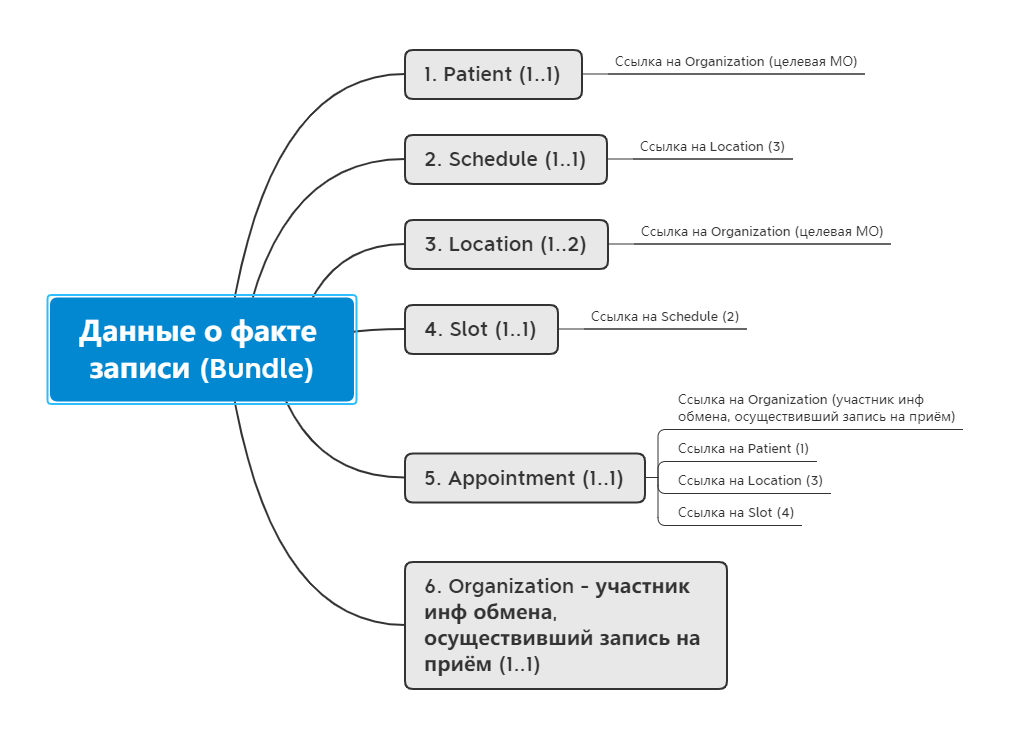 1. Patient (1..1)
Ссылка на Organization (целевая МО)
2. Schedule (1..1)
Ссылка на Location (3)
3. Location (1..2)
Ссылка на Organization (целевая МО)
Данные о факте
записи (Bundle)
4. Slot (1..1)
Ссылка на Schedule (2)
5. Appointment (1..1)
Ссылка на Organization (участник инф
обмена, осуществивший запись на приём)
Ссылка на Patient (1)
Ссылка на Location (3)
Ссылка на Slot (4)
6. Organization - участник
инф обмена,
осуществивший запись на
приём (1..1)